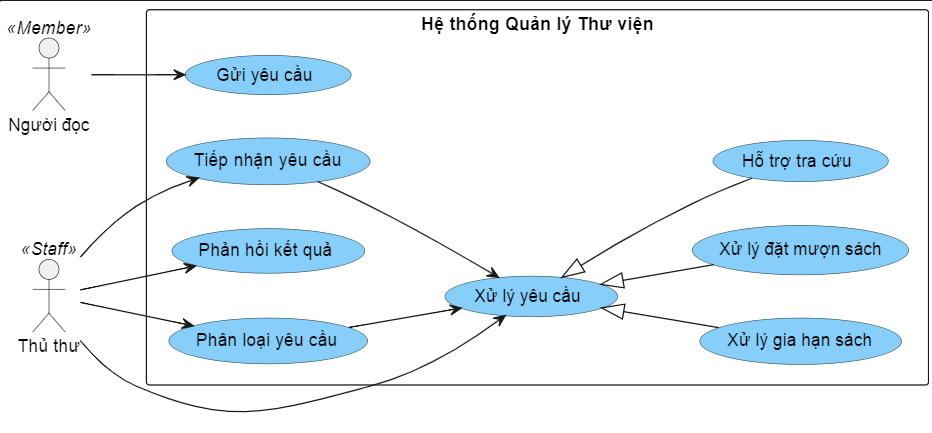 Hệ thống Quản lý Thư viện
«Member»
Người đọc
Gửi yêu cầu
Tiếp nhận yêu cầu
Hỗ trợ tra cứu
«Staff»
Thủ thư
Phản hồi kết quả
Xử lý đặt mượn sách
Xử lý yêu cầu
Phân loại yêu cầu
Xử lý gia hạn sách